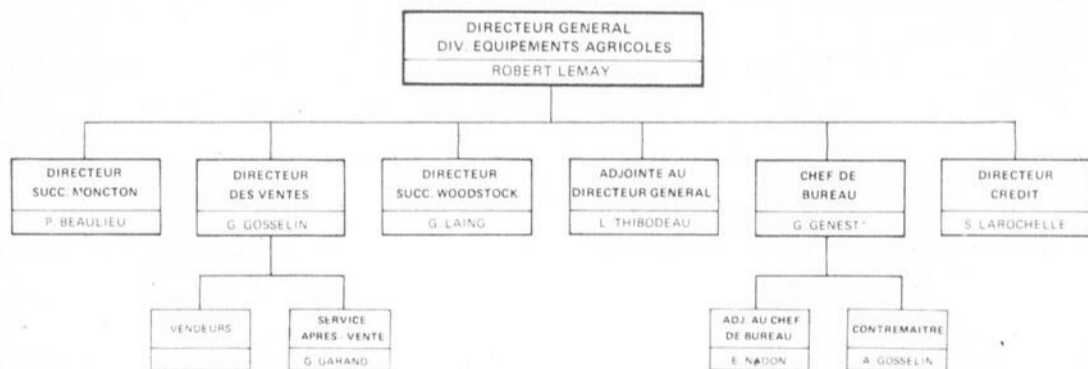 DIRECTEUR GENERAL
DIV. EQUIPEMENTS AGRICOLES
ROBERT LEMAY
DIRECTEUR
SUCC. MONCTON
P. BEAULIEU
DIRECTEUR
DES VENTES
G. GOSSELIN
DIRECTEUR
SUCC. WOODSTOCK
G. LAING
ADJOINTE AU
DIRECTEUR GENERAL
L. THIBODEAU
CHEF DE
BUREAU
G. GENEST
DIRECTEUR
CREDIT
S. LAROCHELLE
VENDEURS
SERVICE
APRES-VENTE
G. GARAND
ADJ. AU CHEF
DE BUREAU
E. NADON
CONTREMAITRE
A. GOSSELIN